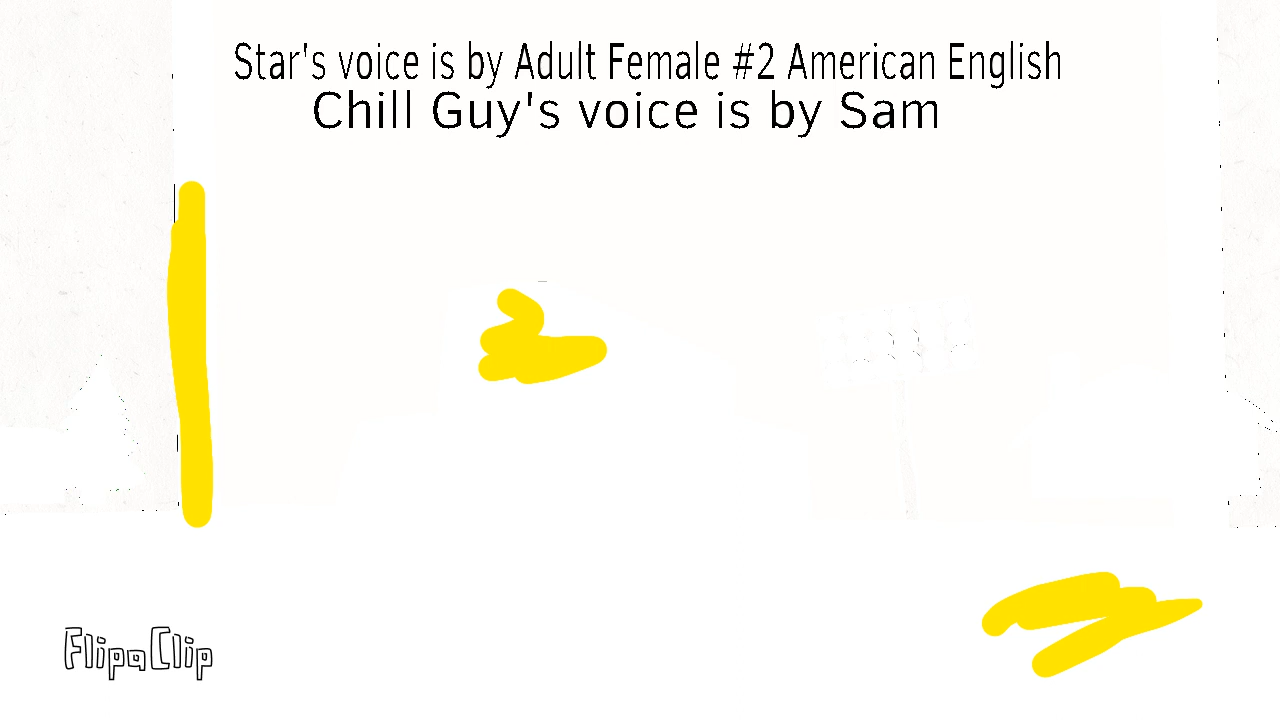 Star's voice is by Adult Female #2 American English
Chill Guy's voice is by Sam
FlipaClip